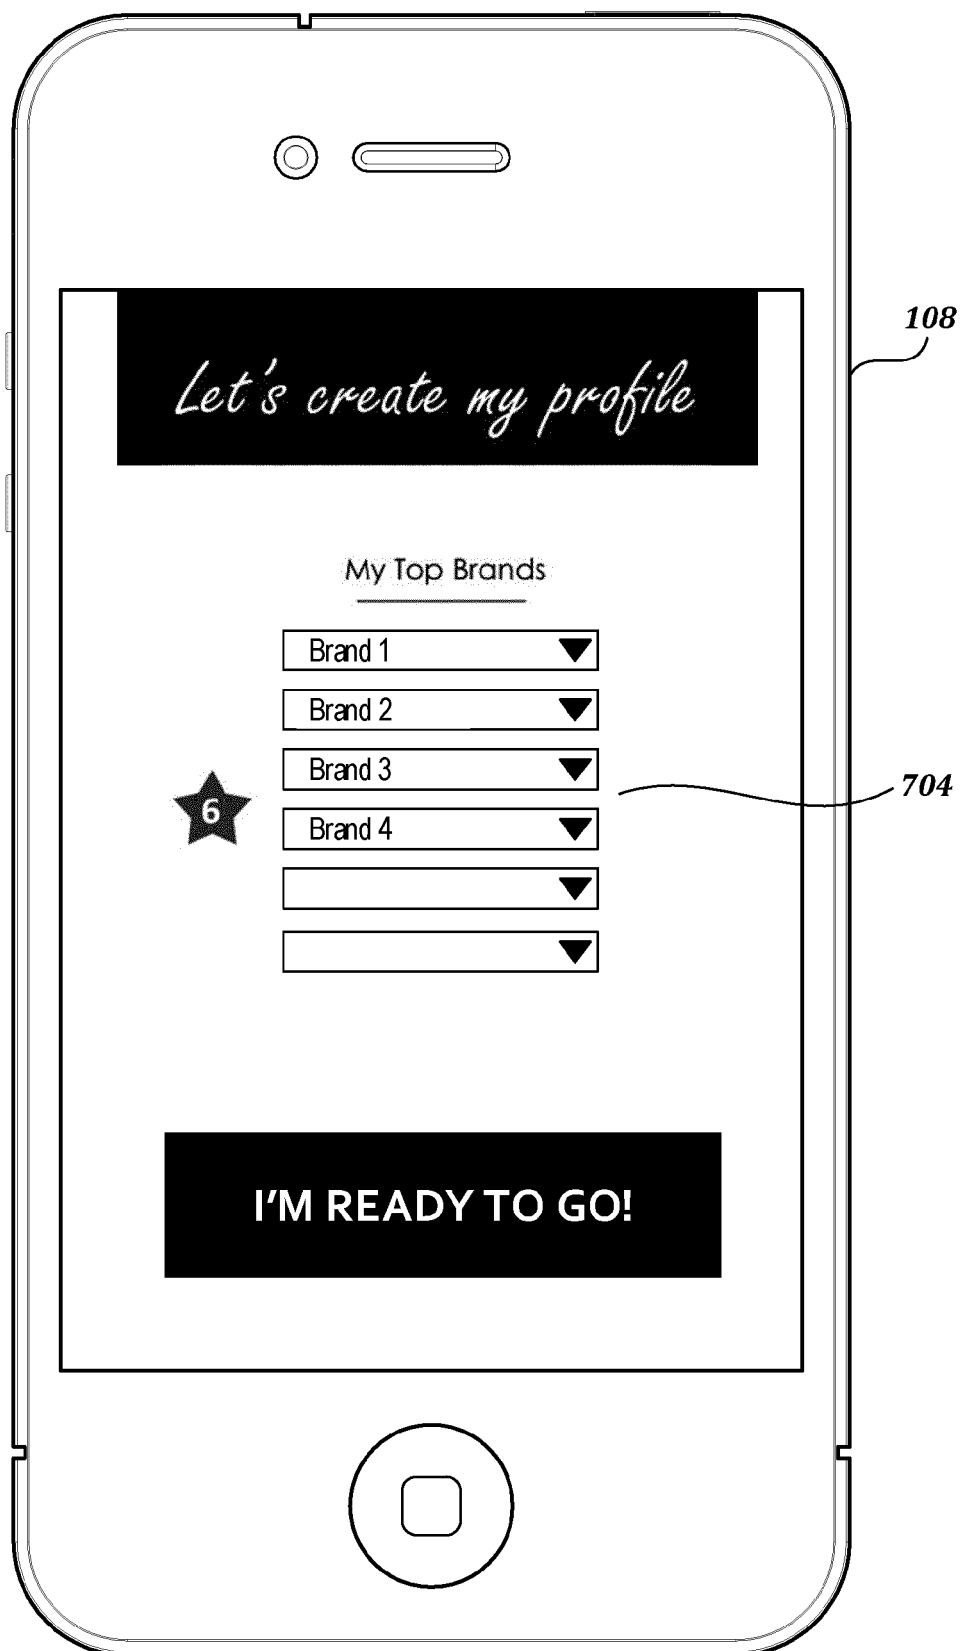 108
Let's create my profile
My Top Brands
Brand 1
Brand 2
Brand 3
704
6
Brand 4
I'M READY TO GO!